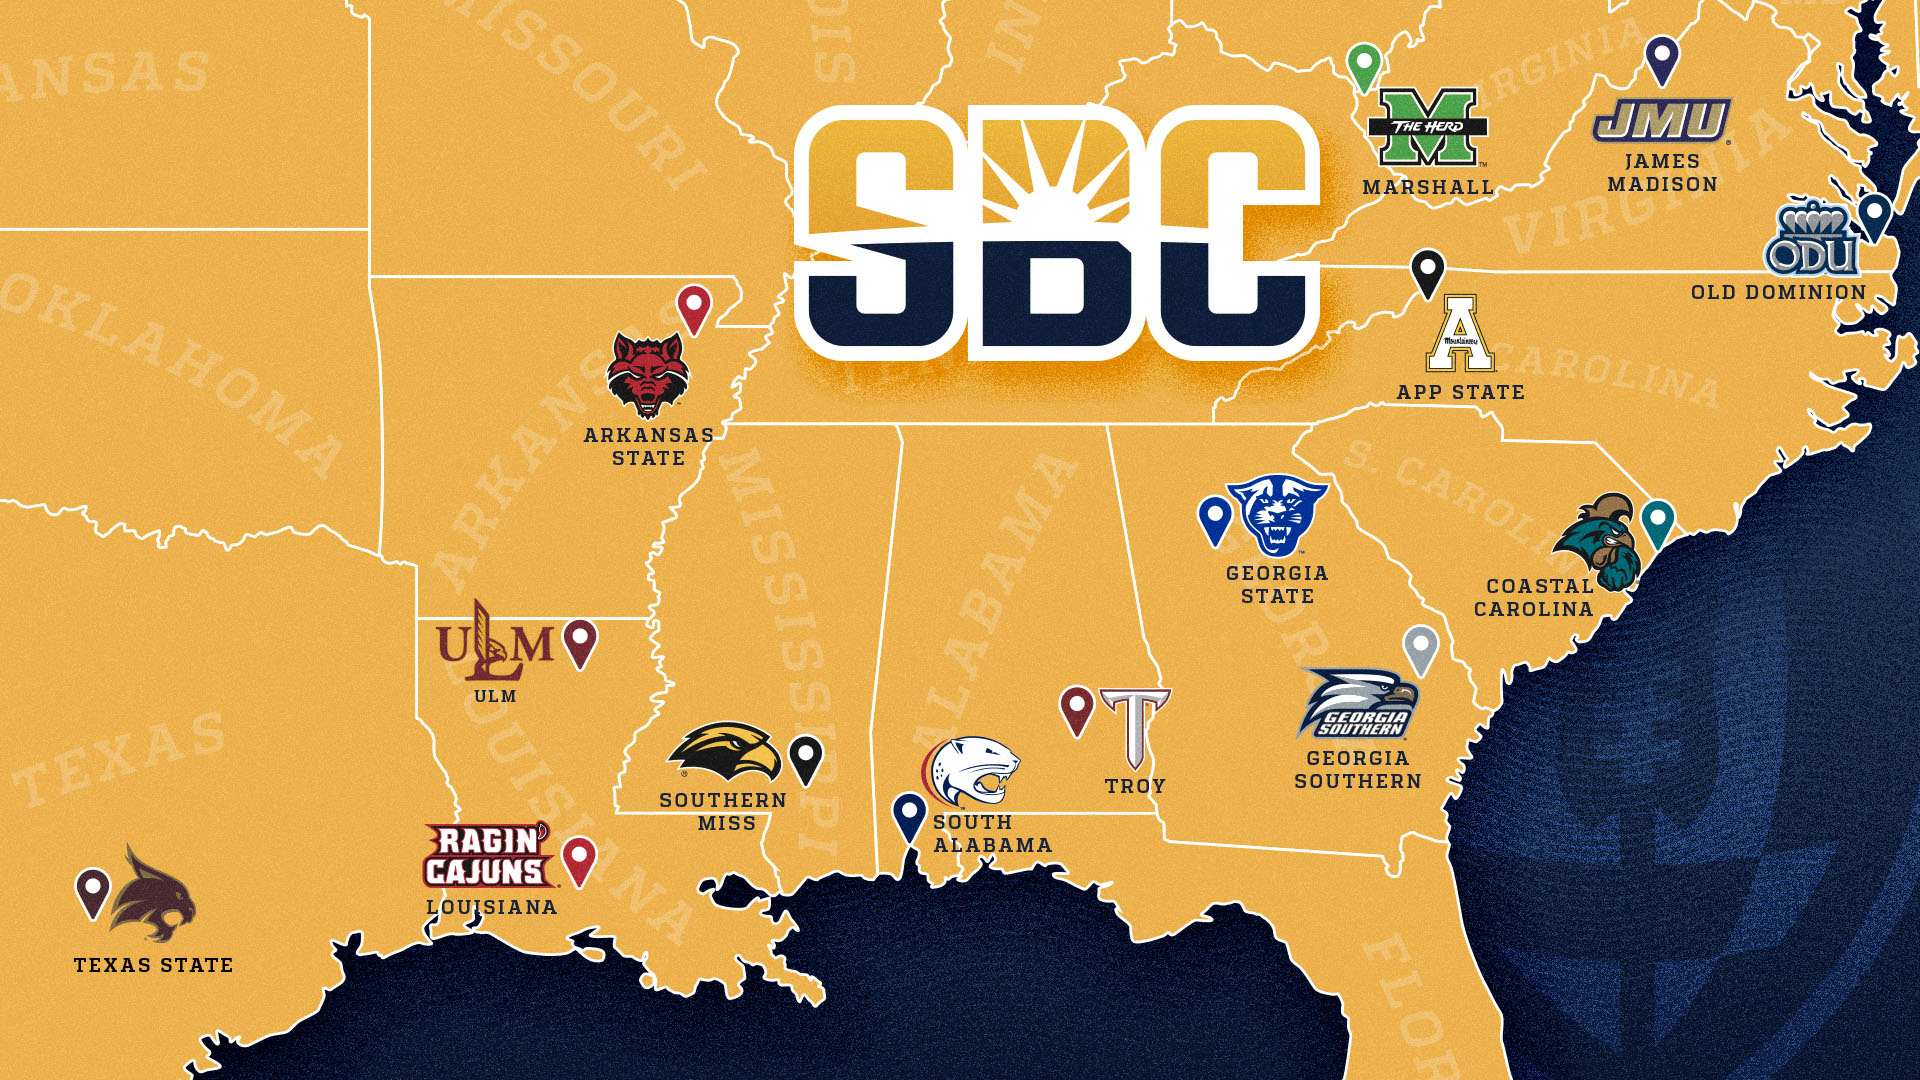 ANSAS
MISSOURI
OIS
IN
VIRGINIA
SBC
THE HERD
TM
MARSHALL
JMU
JAMES
MADISON
VIRGINIA
ODU
OLD DOMINION
OKLAHOMA
ARKANSAS
ARKANSAS
STATE
A
Mountaineers
APP STATE
CAROLINA
S. CAROLINA
MISSISSIPPI
ALABAMA
GEORGIA
STATE
COASTAL
CAROLINA
ULM
ULM
LOUISIANA
TEXAS
SOUTHERN
MISS
SOUTH
ALABAMA
T
TROY
GEORGIA
SOUTHERN
GEORGIA
SOUTHERN
RAGIN'
CAJUNS
LOUISIANA
TEXAS STATE
FLOR